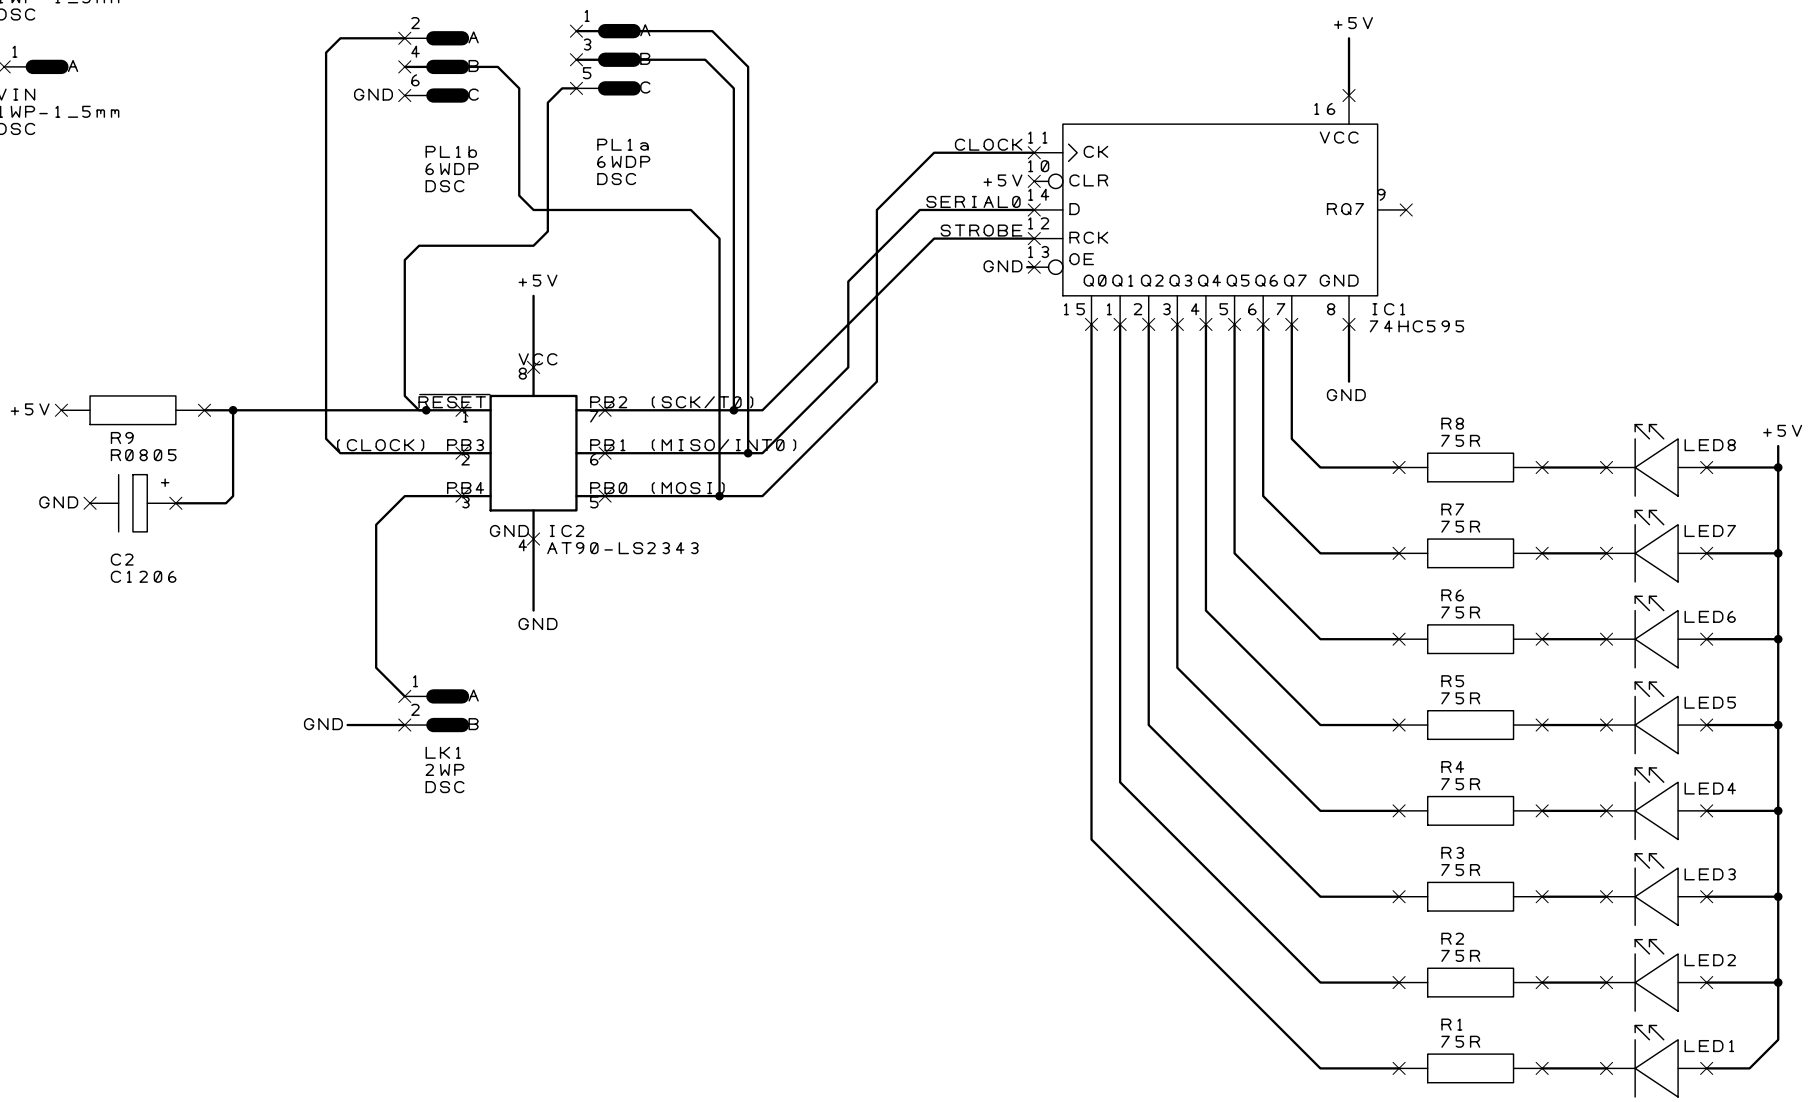 DSC
1
A
VIN
1WP-1_5mm
DSC
2
A
4
B
6
GND
C
PL1b
6WDP
DSC
1
A
3
B
5
C
PL1a
6WDP
DSC
+5V
16
VCC
CLOCK
11
CK
10
+5V
CLR
SERIAL0
14
D
STROBE
12
RCK
13
GND
OE
9
RQ7
Q0
Q1
Q2
Q3
Q4
Q5
Q6
Q7
GND
15
1
2
3
4
5
6
7
8
IC1
74HC595
GND
+5V
VCC
8
RESET
1
(CLOCK) PB3
2
PB4
3
PB2 (SCK/T0)
7
PB1 (MISO/INT0)
6
PB0 (MOSI)
5
GND
4
IC2
AT90-LS2343
GND
+5V
R9
R0805
GND
+
C2
C1206
1
A
2
GND
B
LK1
2WP
DSC
+5V
R8
75R
LED8
R7
75R
LED7
R6
75R
LED6
R5
75R
LED5
R4
75R
LED4
R3
75R
LED3
R2
75R
LED2
R1
75R
LED1